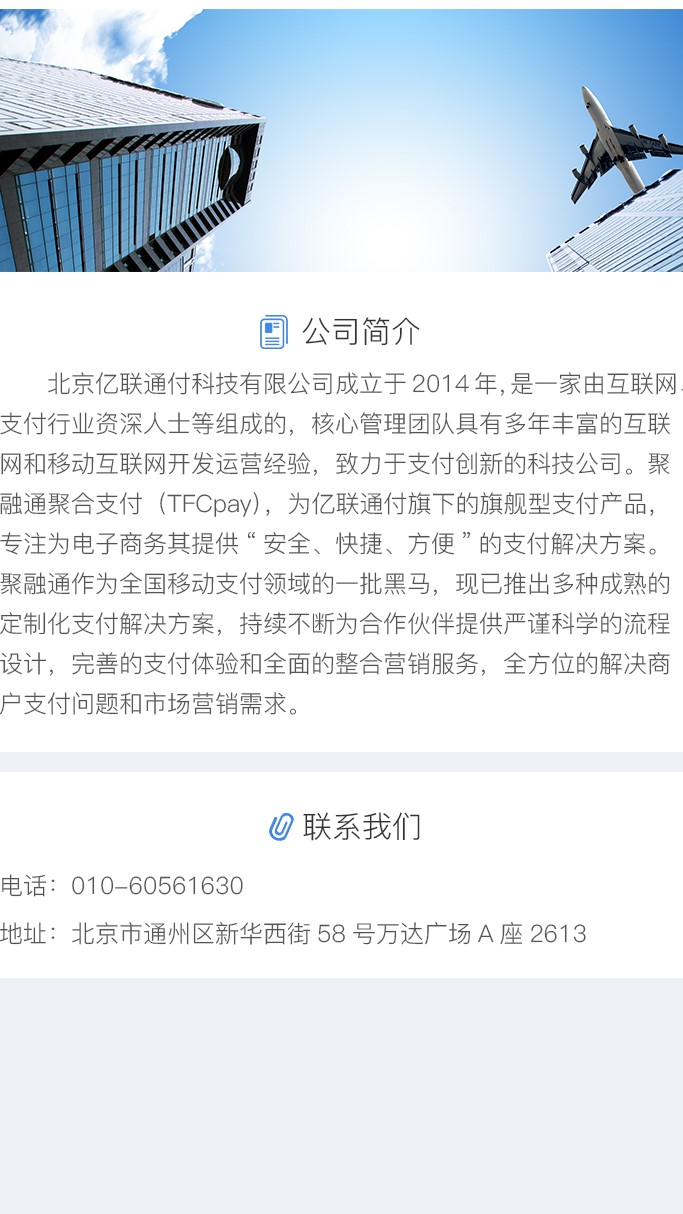 公司简介
北京亿联通付科技有限公司成立于 2014 年, 是一家由互联网、
支付行业资深人士等组成的，核心管理团队具有多年丰富的互联
网和移动互联网开发运营经验，致力于支付创新的科技公司。聚
融通聚合支付（TFCpay），为亿联通付旗下的旗舰型支付产品，
专注为电子商务其提供 “ 安全、快捷、方便 ” 的支付解决方案。
聚融通作为全国移动支付领域的一批黑马，现已推出多种成熟的
定制化支付解决方案，持续不断为合作伙伴提供严谨科学的流程
设计，完善的支付体验和全面的整合营销服务，全方位的解决商
户支付问题和市场营销需求。
联系我们
电话：010-60561630
地址：北京市通州区新华西街 58 号万达广场 A 座 2613